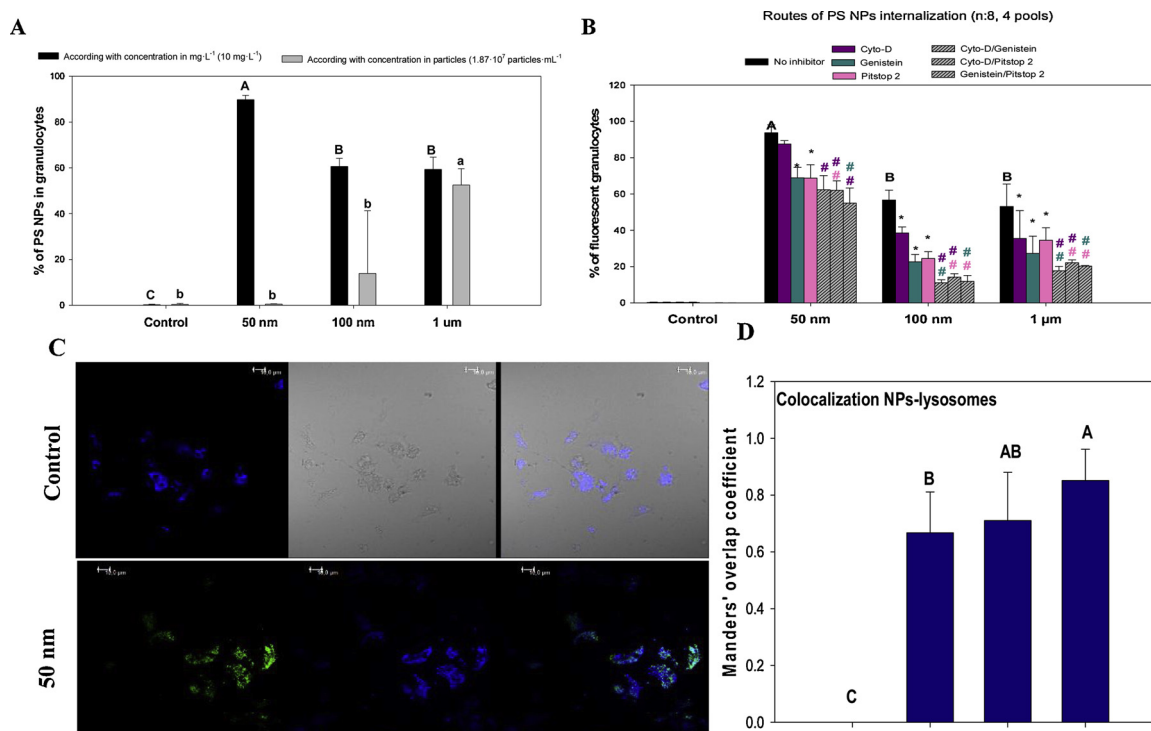 A
According with concentration in mg·L⁻¹ (10 mg·L⁻¹)
According with concentration in particles (1.87·10⁷ particles·mL⁻¹
% of PS NPs in granulocytes
100
80
60
40
20
0
C
b
A
b
B
b
B
a
Control
50 nm
100 nm
1 um
B
Routes of PS NPs internalization (n:8, 4 pools)
No inhibitor
Cyto-D
Genistein
Pitstop 2
Cyto-D/Genistein
Cyto-D/Pitstop 2
Genistein/Pitstop 2
% of fluorescent granulocytes
120
100
80
60
40
20
0
A
* * # # # # #
B
* * * # # # # # #
B
* * * # # # # # #
Control
50 nm
100 nm
1 µm
C
Control
50 nm
D
Colocalization NPs-lysosomes
Manders' overlap coefficient
1.2
1.0
0.8
0.6
0.4
0.2
0.0
C
B
AB
A